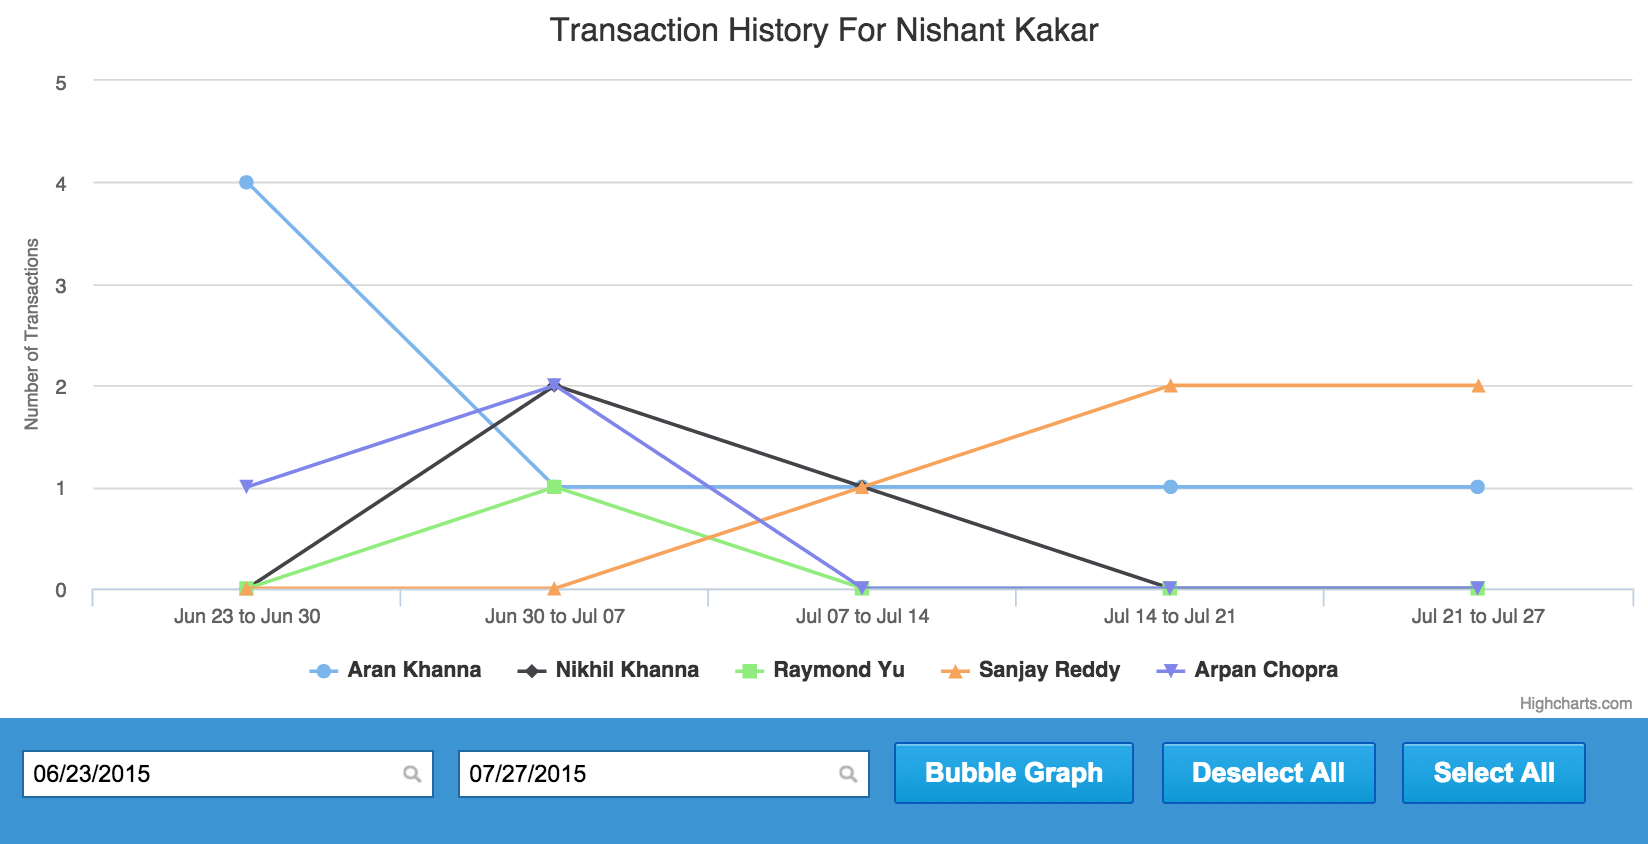 Transaction History For Nishant Kakar
Number of Transactions
5
4
3
2
1
0
Jun 23 to Jun 30 Jun 30 to Jul 07 Jul 07 to Jul 14 Jul 14 to Jul 21 Jul 21 to Jul 27
Aran Khanna Nikhil Khanna Raymond Yu Sanjay Reddy Arpan Chopra
Highcharts.com
06/23/2015 07/27/2015 Bubble Graph Deselect All Select All